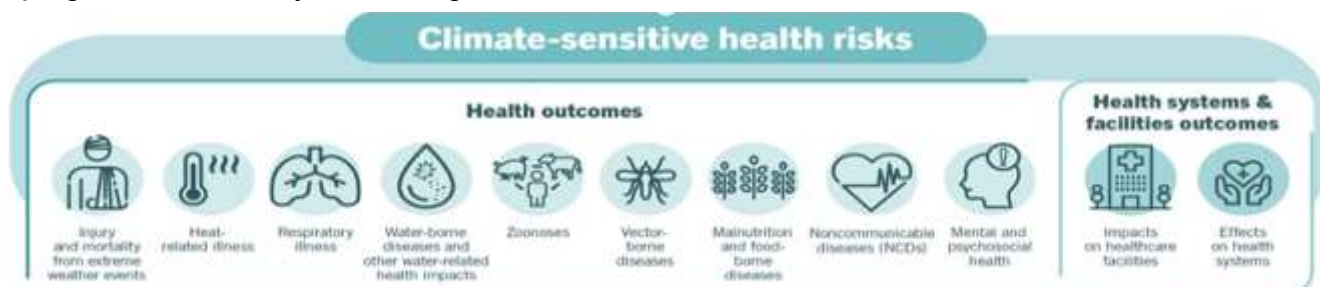 Climate-sensitive health risks
Health outcomes
Injury
and mortality
from extreme
weather events
Heat-
related illness
Respiratory
illness
Water-borne
diseases and
other water-related
health impacts
Zoonoses
Vector-
borne
diseases
Malnutrition
and food-
borne
diseases
Noncommunicable
diseases (NCDs)
Mental and
psychosocial
health
Health systems &
facilities outcomes
Impacts
on healthcare
facilities
Effects
on health
systems